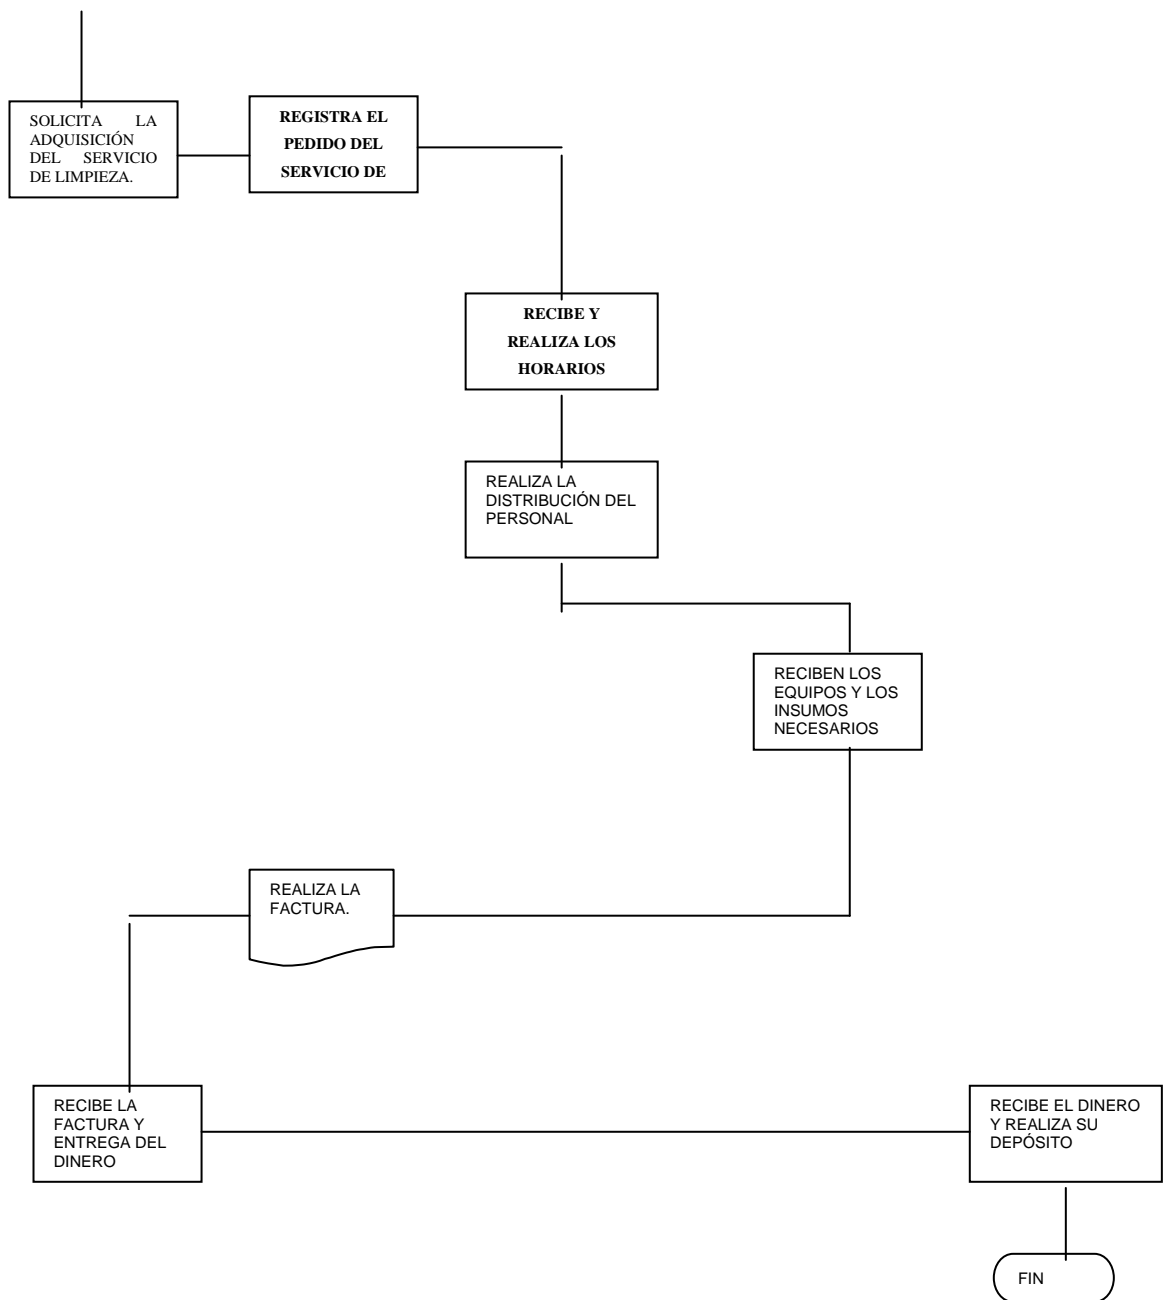 SOLICITA LA
ADQUISICIÓN
DEL SERVICIO
DE LIMPIEZA.
REGISTRA EL
PEDIDO DEL
SERVICIO DE
RECIBE Y
REALIZA LOS
HORARIOS
REALIZA LA
DISTRIBUCIÓN DEL
PERSONAL
RECIBEN LOS
EQUIPOS Y LOS
INSUMOS
NECESARIOS
REALIZA LA
FACTURA.
RECIBE LA
FACTURA Y
ENTREGA DEL
DINERO
RECIBE EL DINERO
Y REALIZA SU
DEPÓSITO
FIN